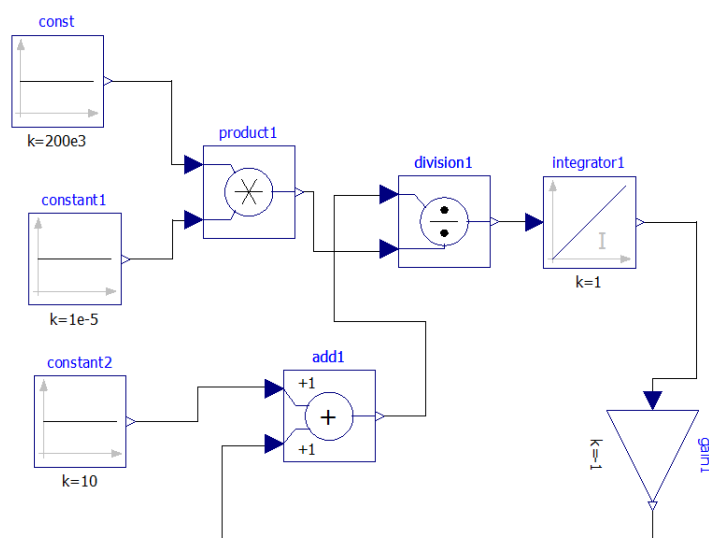 const
k=200e3
product1
constant1
k=1e-5
division1
integrator1
I
k=1
constant2
k=10
add1
+1
+
+1
gain1
k=-1